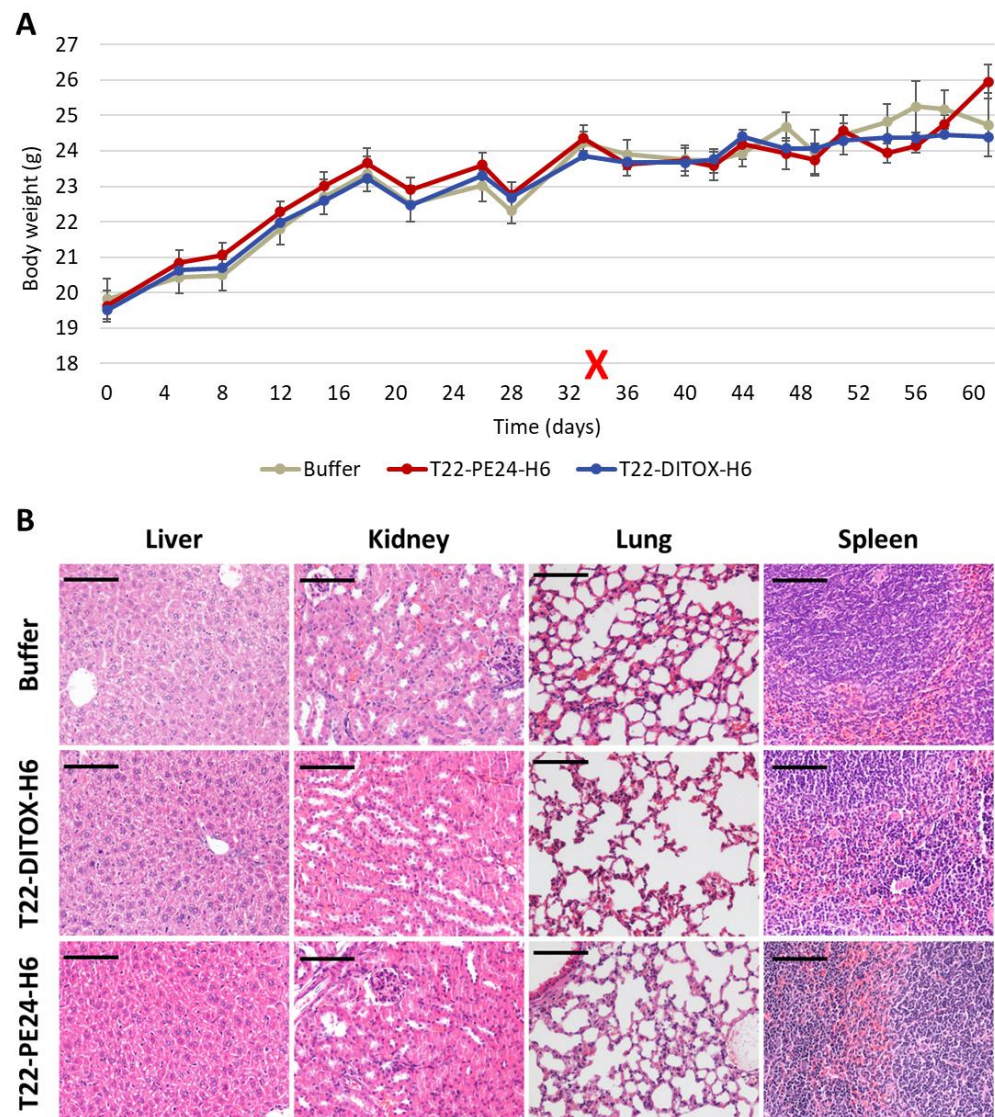 A
27
26
25
24
23
22
21
20
19
18
Body weight (g)
X
0 4 8 12 16 20 24 28 32 36 40 44 48 52 56 60
Time (days)
Buffer T22-PE24-H6 T22-DITOX-H6
B
Liver Kidney Lung Spleen
Buffer
T22-DITOX-H6
T22-PE24-H6